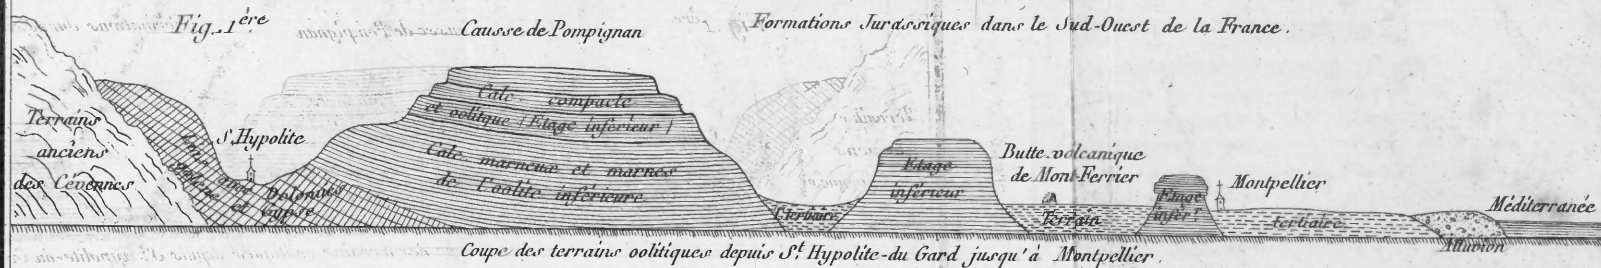 Fig. 1ère
Causse de Pompignan
Formations Jurassiques dans le Sud-Ouest de la France.
Terrains
anciens
des Cévennes
St. Hypolite
Lias avec
et Gypse
Dolomies
Calc. compacte
et oolitique (Etage inférieur)
Calc. marneux et marnes
de l'oolite inférieure
t. tertiaire
Etage
inférieur
Butte volcanique
de Mont-Ferrier
Terrain
Etage
infér.r
Montpellier
tertiaire
Alluvion
Méditerranée
Coupe des terrains oolitiques depuis St. Hypolite-du Gard jusqu'à Montpellier.